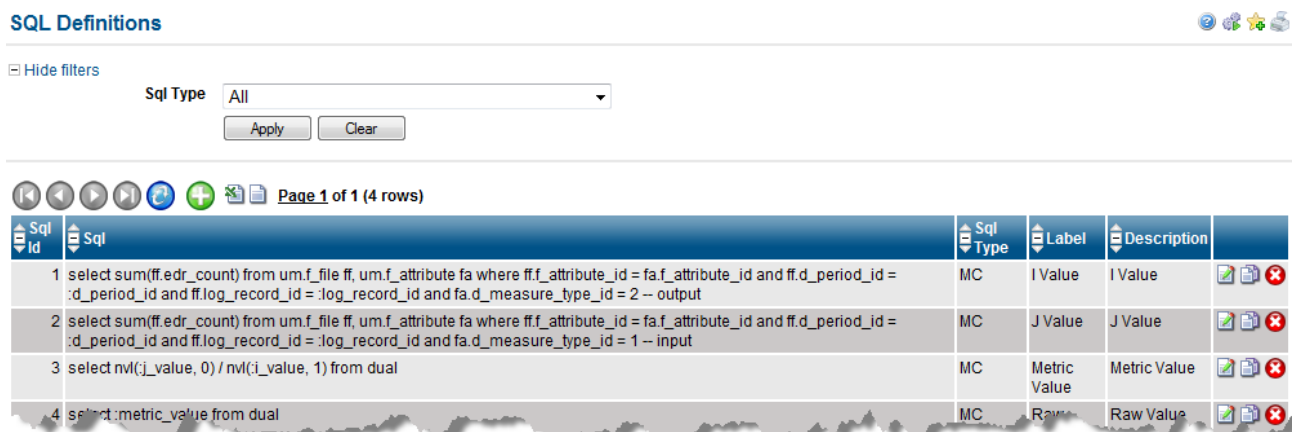 SQL Definitions
Hide filters
Sql Type All
Apply Clear
Page 1 of 1 (4 rows)
Sql Id Sql Sql Type Label Description
1 select sum(ff.edr_count) from um.f_file ff, um.f_attribute fa where ff.f_attribute_id = fa.f_attribute_id and ff.d_period_id = MC I Value I Value
:d_period_id and ff.log_record_id = :log_record_id and fa.d_measure_type_id = 2 -- output
2 select sum(ff.edr_count) from um.f_file ff, um.f_attribute fa where ff.f_attribute_id = fa.f_attribute_id and ff.d_period_id = MC J Value J Value
:d_period_id and ff.log_record_id = :log_record_id and fa.d_measure_type_id = 1 -- input
3 select nvl(:j_value, 0) / nvl(:i_value, 1) from dual MC Metric Value Metric Value
4 select :metric_value from dual MC Raw Raw Value